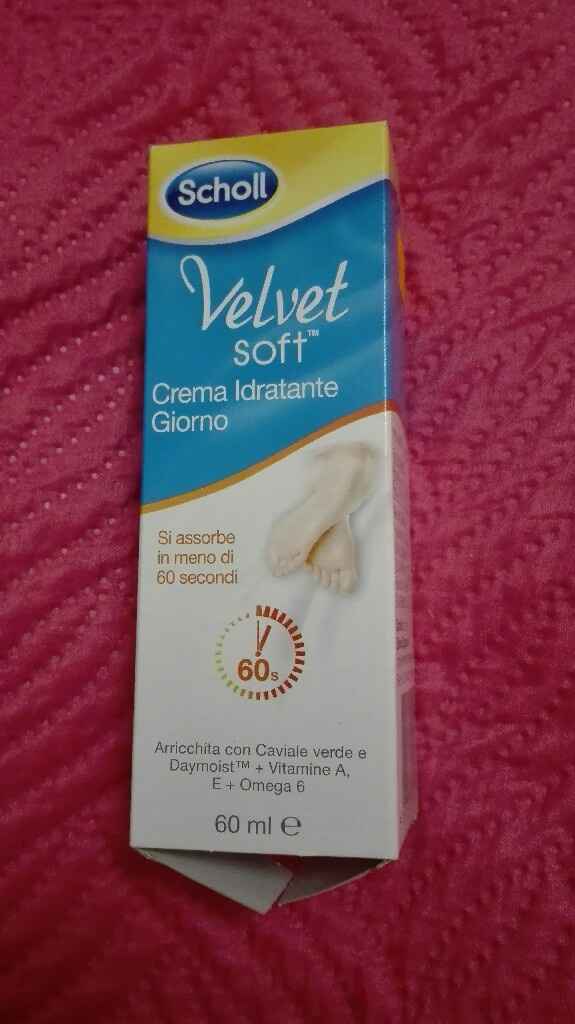 Scholl
Velvet
soft™
Crema Idratante
Giorno
Si assorbe
in meno di
60 secondi
60s
Arricchita con Caviale verde e
Daymoist™ + Vitamine A,
E + Omega 6
60 ml ℮